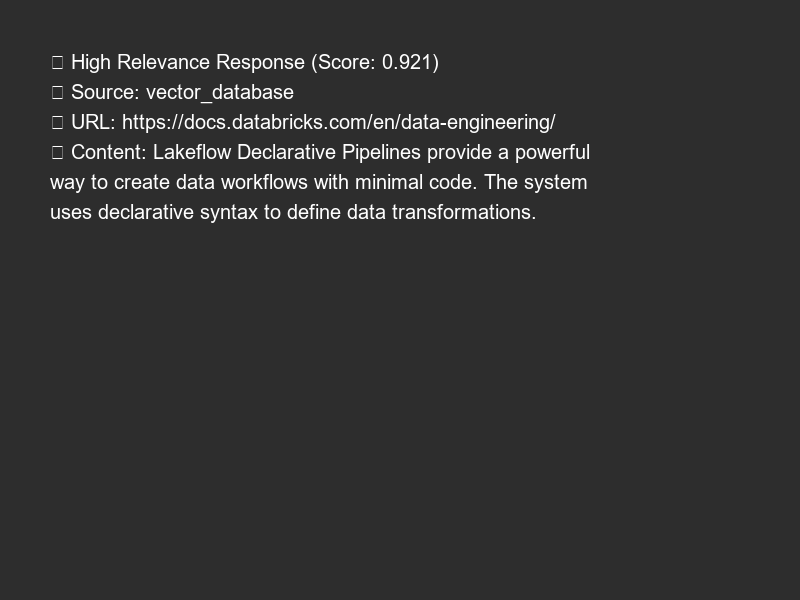 □ High Relevance Response (Score: 0.921)
□ Source: vector_database
□ URL: https://docs.databricks.com/en/data-engineering/
□ Content: Lakeflow Declarative Pipelines provide a powerful
way to create data workflows with minimal code. The system
uses declarative syntax to define data transformations.